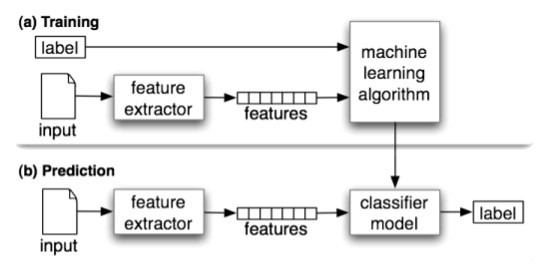 (a) Training
label
machine
learning
algorithm
feature
extractor
features
input
(b) Prediction
feature
extractor
features
classifier
model
label
input